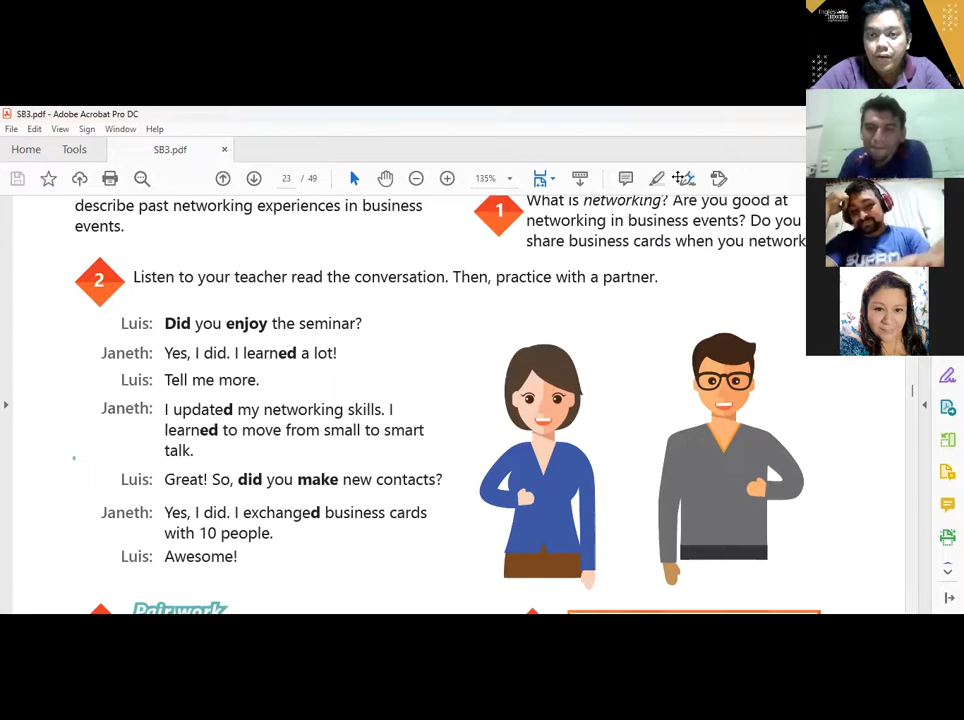 Inglés
Corporativo
SB3.pdf - Adobe Acrobat Pro DC
File Edit View Sign Window Help
Home Tools SB3.pdf ×
23 / 49 135%
describe past networking experiences in business
events.
1 What is networking? Are you good at
networking in business events? Do you
share business cards when you network
2 Listen to your teacher read the conversation. Then, practice with a partner.
Luis: Did you enjoy the seminar?
Janeth: Yes, I did. I learned a lot!
Luis: Tell me more.
Janeth: I updated my networking skills. I
learned to move from small to smart
talk.
Luis: Great! So, did you make new contacts?
Janeth: Yes, I did. I exchanged business cards
with 10 people.
Luis: Awesome!
Pair work